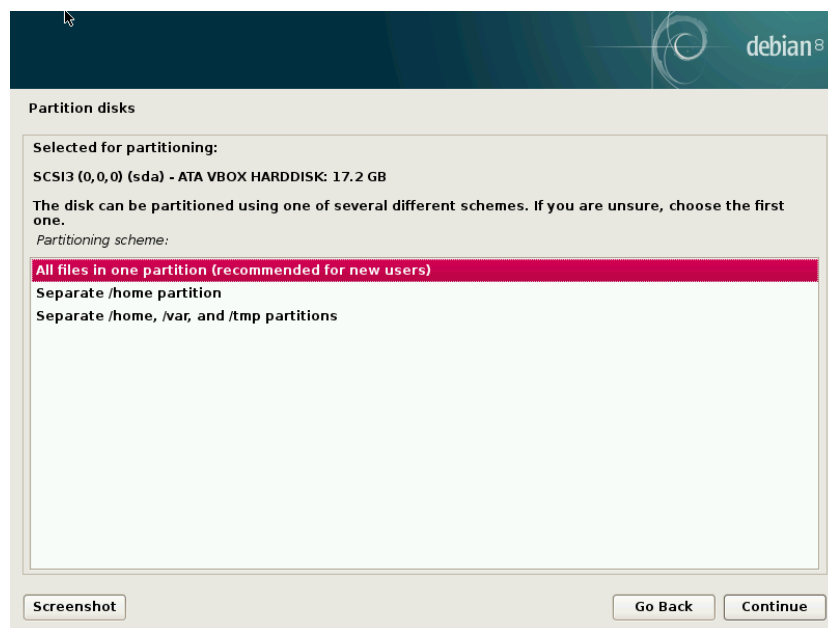 debian 8
Partition disks
Selected for partitioning:
SCSI3 (0,0,0) (sda) - ATA VBOX HARDDISK: 17.2 GB
The disk can be partitioned using one of several different schemes. If you are unsure, choose the first
one.
Partitioning scheme:
All files in one partition (recommended for new users)
Separate /home partition
Separate /home, /var, and /tmp partitions
Screenshot
Go Back
Continue